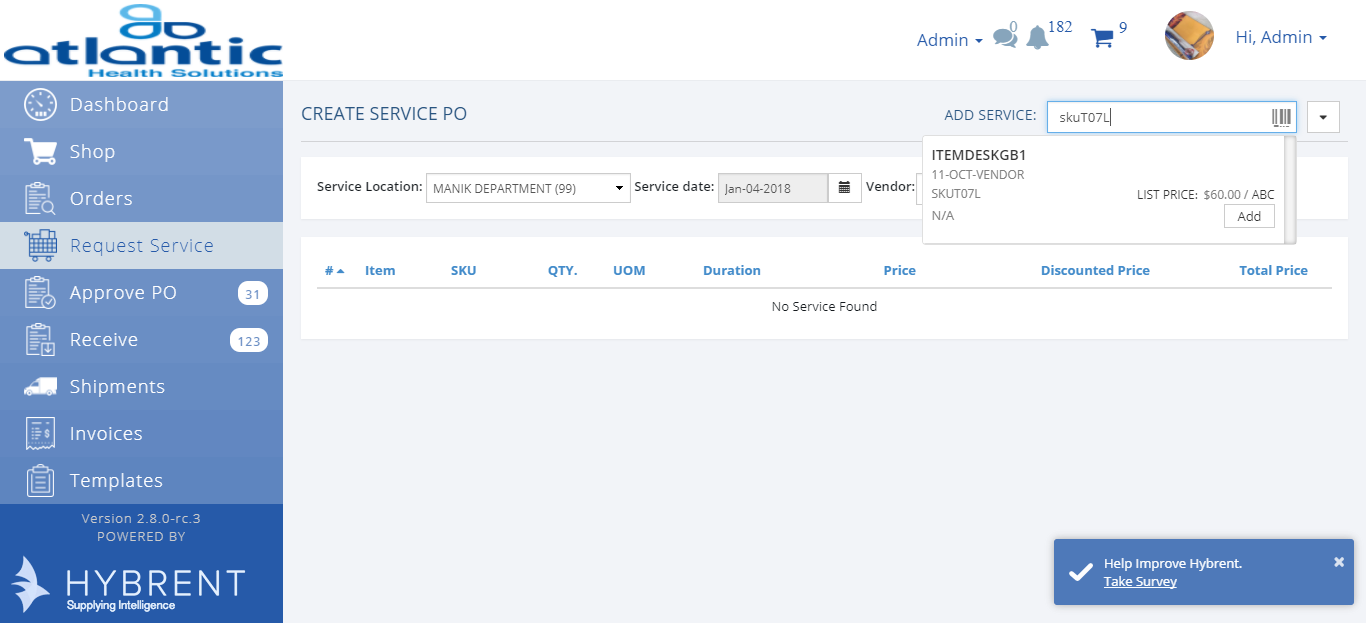 atlantic
Health Solutions
Admin
0
182
9
Hi, Admin
Dashboard
Shop
Orders
Request Service
Approve PO 31
Receive 123
Shipments
Invoices
Templates
Version 2.8.0-rc.3
POWERED BY
HYBRENT
Supplying Intelligence
CREATE SERVICE PO
ADD SERVICE: skuT07L
ITEMDESKGB1
11-OCT-VENDOR
SKUT07L LIST PRICE: $60.00 / ABC
N/A Add
Service Location: MANIK DEPARTMENT (99) Service date: Jan-04-2018 Vendor:
# Item SKU QTY. UOM Duration Price Discounted Price Total Price
No Service Found
Help Improve Hybrent.
Take Survey